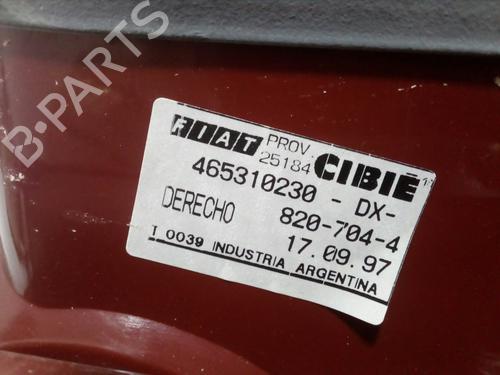 B-PARTS
FIAT PROV. 25184 CIBIÉ
465310230 - DX-
DERECHO 820-704-4
17.09.97
T 0039 INDUSTRIA ARGENTINA